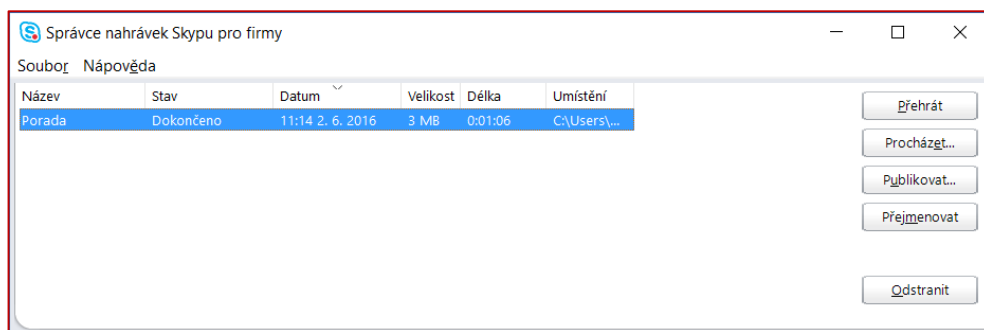 Správce nahrávek Skypu pro firmy
Soubor Nápověda
Název Stav Datum Velikost Délka Umístění
Porada Dokončeno 11:14 2. 6. 2016 3 MB 0:01:06 C:\Users\...
Přehrát
Procházet...
Publikovat...
Přejmenovat
Odstranit